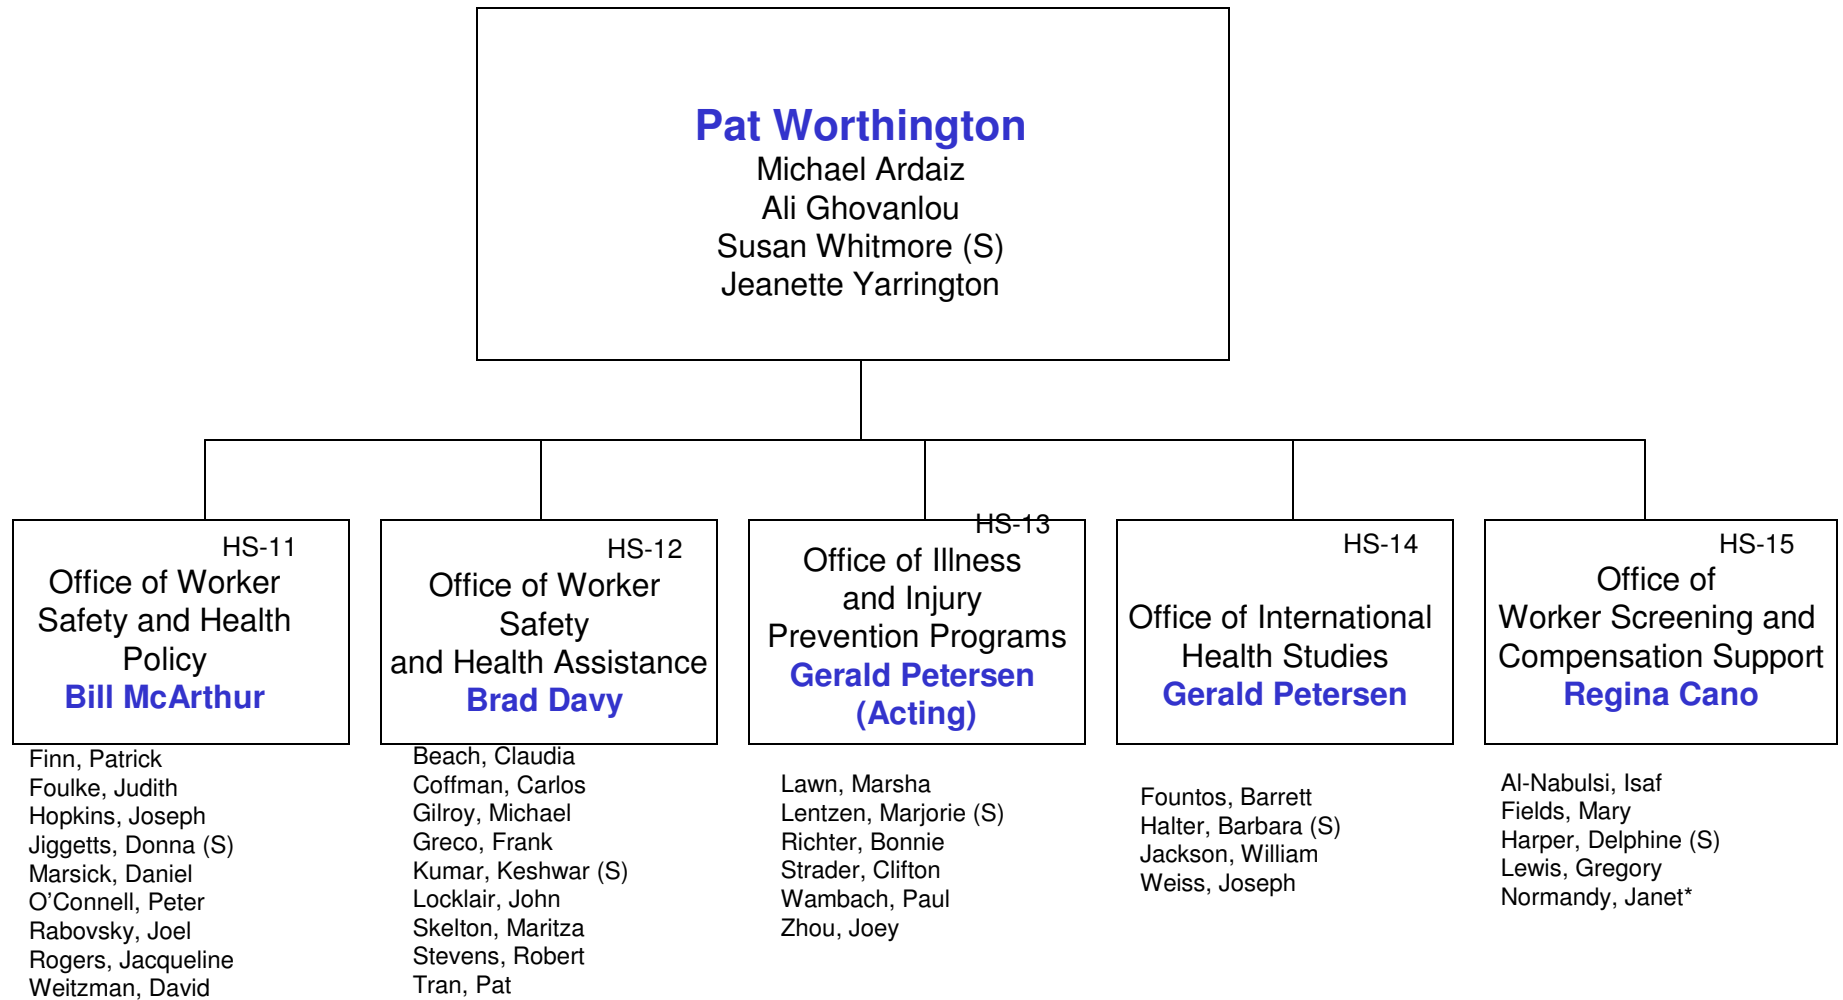 Pat Worthington
Michael Ardaiz
Ali Ghovanlou
Susan Whitmore (S)
Jeanette Yarrington
HS-11
Office of Worker
Safety and Health
Policy
Bill McArthur
Finn, Patrick
Foulke, Judith
Hopkins, Joseph
Jiggetts, Donna (S)
Marsick, Daniel
O’Connell, Peter
Rabovsky, Joel
Rogers, Jacqueline
Weitzman, David
HS-12
Office of Worker
Safety
and Health Assistance
Brad Davy
Beach, Claudia
Coffman, Carlos
Gilroy, Michael
Greco, Frank
Kumar, Keshwar (S)
Locklair, John
Skelton, Maritza
Stevens, Robert
Tran, Pat
HS-13
Office of Illness
and Injury
Prevention Programs
Gerald Petersen
(Acting)
Lawn, Marsha
Lentzen, Marjorie (S)
Richter, Bonnie
Strader, Clifton
Wambach, Paul
Zhou, Joey
HS-14
Office of International
Health Studies
Gerald Petersen
Fountos, Barrett
Halter, Barbara (S)
Jackson, William
Weiss, Joseph
HS-15
Office of
Worker Screening and
Compensation Support
Regina Cano
Al-Nabulsi, Isaf
Fields, Mary
Harper, Delphine (S)
Lewis, Gregory
Normandy, Janet*